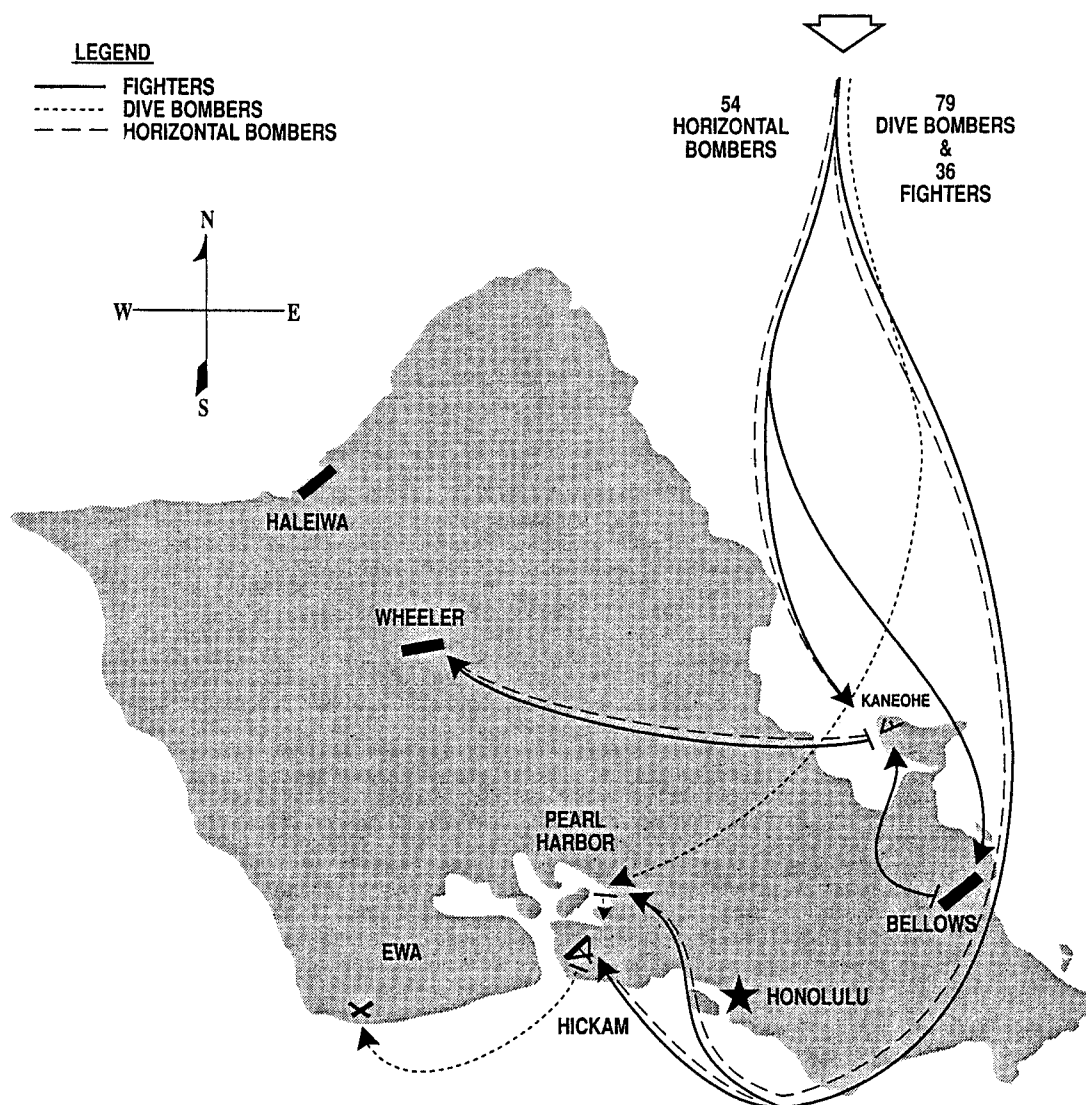 LEGEND
FIGHTERS
DIVE BOMBERS
HORIZONTAL BOMBERS
54
HORIZONTAL
BOMBERS
79
DIVE BOMBERS
&
36
FIGHTERS
N
W
E
S
HALEIWA
WHEELER
KANEOHE
PEARL
HARBOR
BELLOWS
EWA
HONOLULU
HICKAM